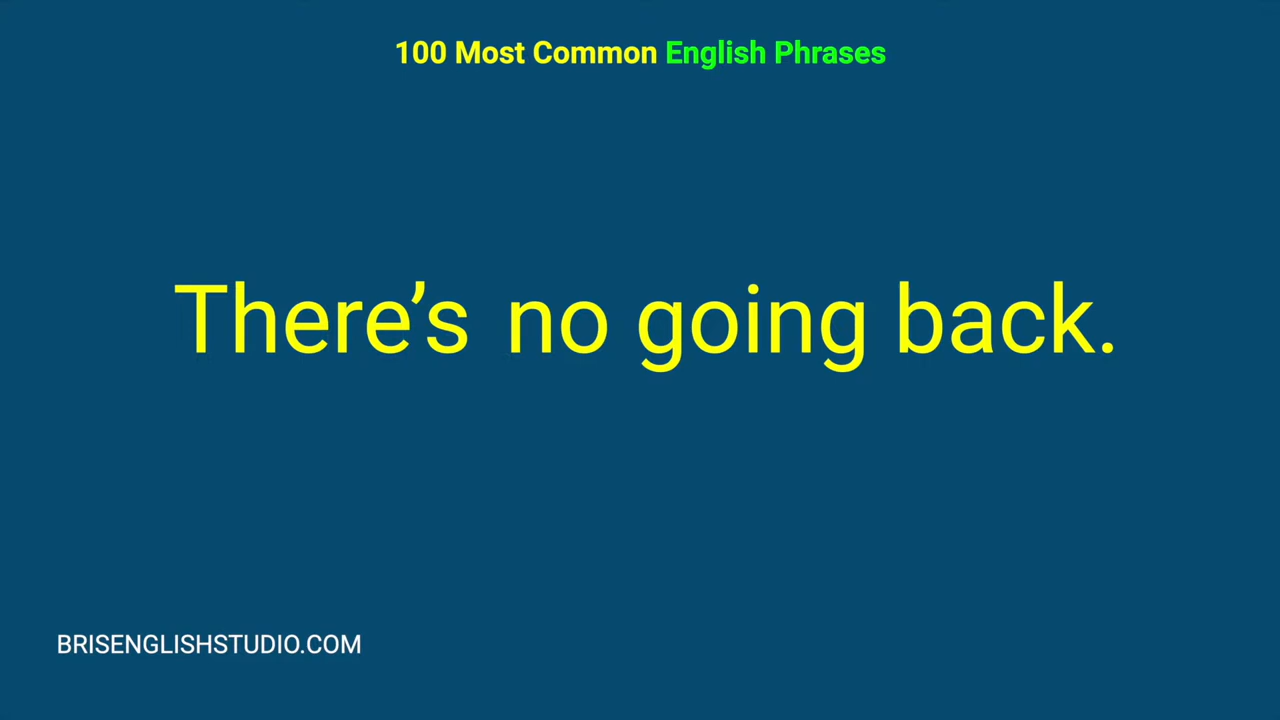 100 Most Common English Phrases
There’s no going back.
BRISENGLISHSTUDIO.COM